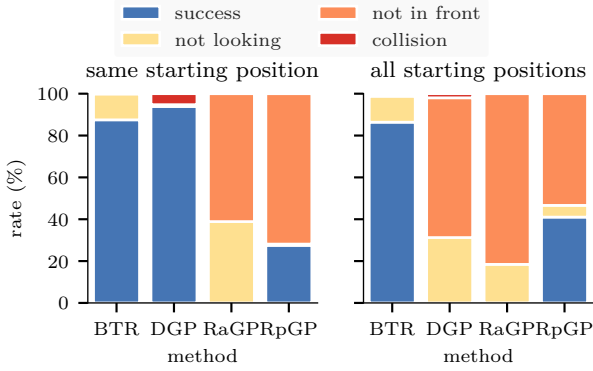 success
not in front
not looking
collision
same starting position
all starting positions
rate (%)
100
80
60
40
20
0
BTR DGP RaGP RpGP
BTR DGP RaGP RpGP
method
method